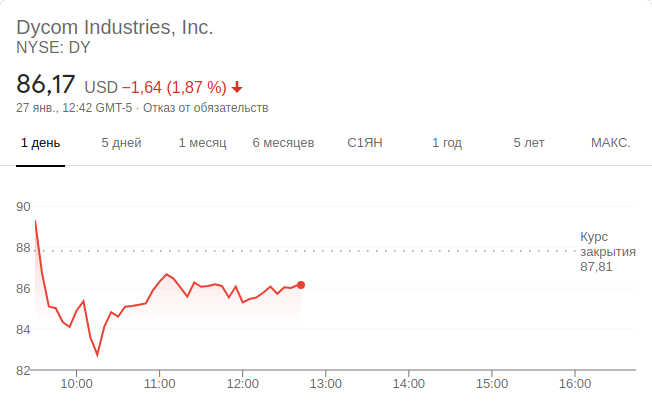 Dycom Industries, Inc.
NYSE: DY
86,17 USD −1,64 (1,87 %)
27 янв., 12:42 GMT-5 · Отказ от обязательств
1 день 5 дней 1 месяц 6 месяцев С1ЯН 1 год 5 лет МАКС.
90
88
86
84
82
Курс
закрытия
87,81
10:00 11:00 12:00 13:00 14:00 15:00 16:00